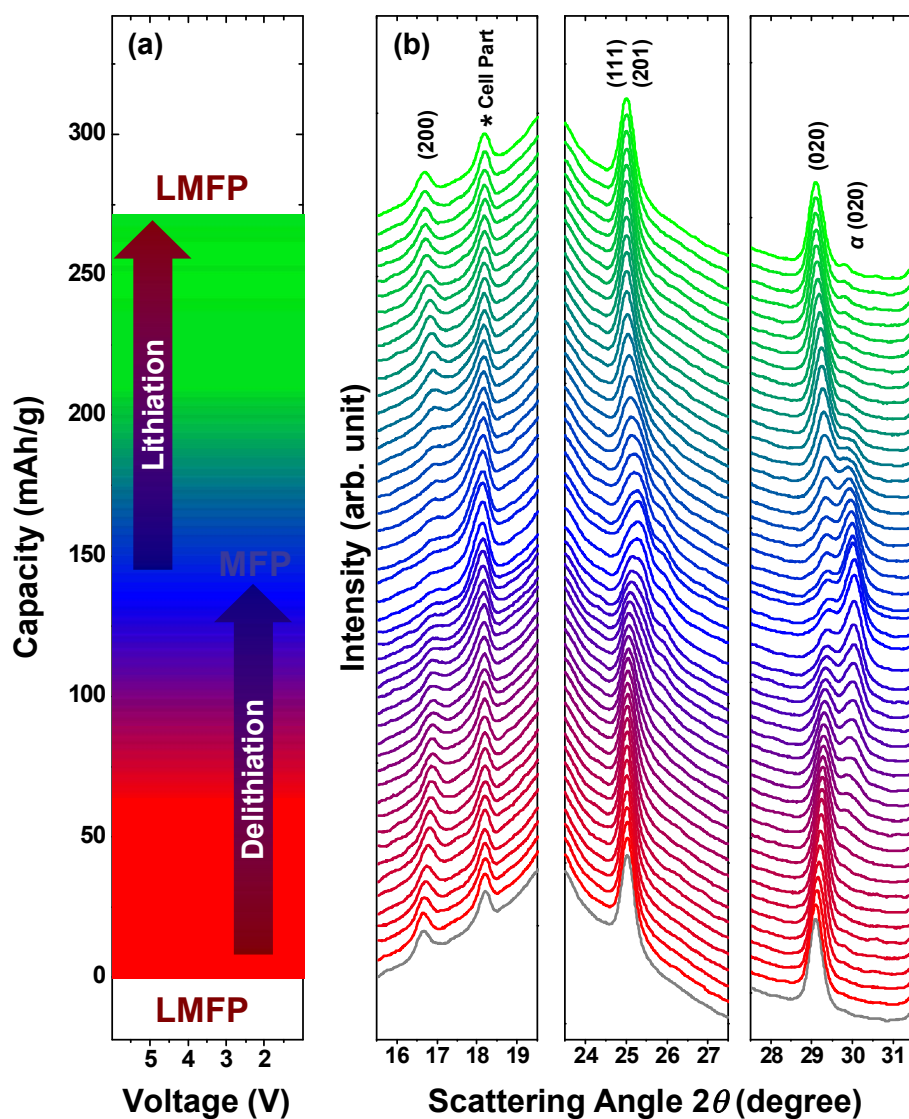 (a)
(b)
(200)
* Cell Part
(111)
(201)
(020)
α (020)
LMFP
Lithiation
MFP
Delithiation
LMFP
300
250
200
150
100
50
0
Capacity (mAh/g)
Intensity (arb. unit)
5 4 3 2
16 17 18 19
24 25 26 27
28 29 30 31
Voltage (V)
Scattering Angle 2θ (degree)